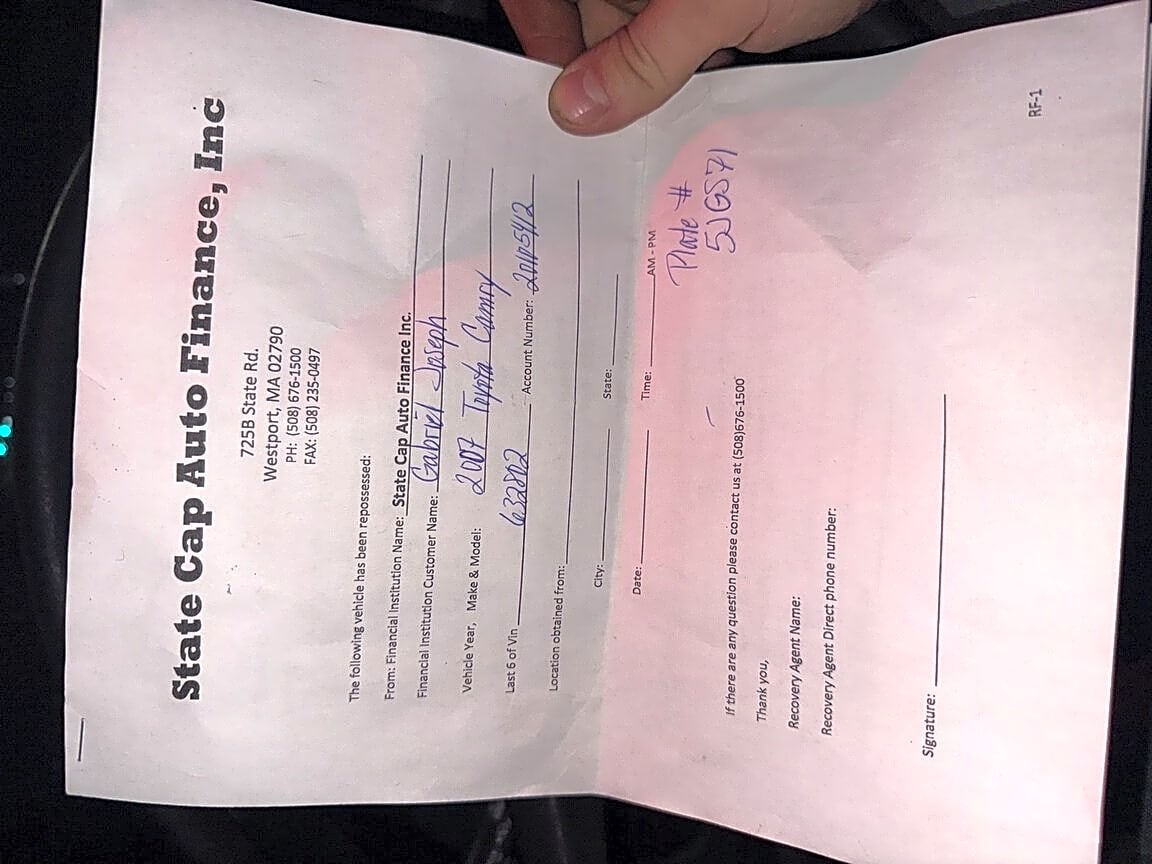 State Cap Auto Finance, Inc
725B State Rd.
Westport, MA 02790
PH: (508) 676-1500
FAX: (508) 235-0497
The following vehicle has been repossessed:
From: Financial Institution Name: State Cap Auto Finance Inc.
Financial Institution Customer Name: Gabriel Joseph
Vehicle Year, Make & Model: 2007 Toyota Camry
Last 6 of Vin 632802 Account Number:
Location obtained from:
City: State:
Date: Time: AM - PM
Plate #
5JGS71
If there are any question please contact us at (508)676-1500
Thank you,
Recovery Agent Name:
Recovery Agent Direct phone number:
Signature:
RF-1